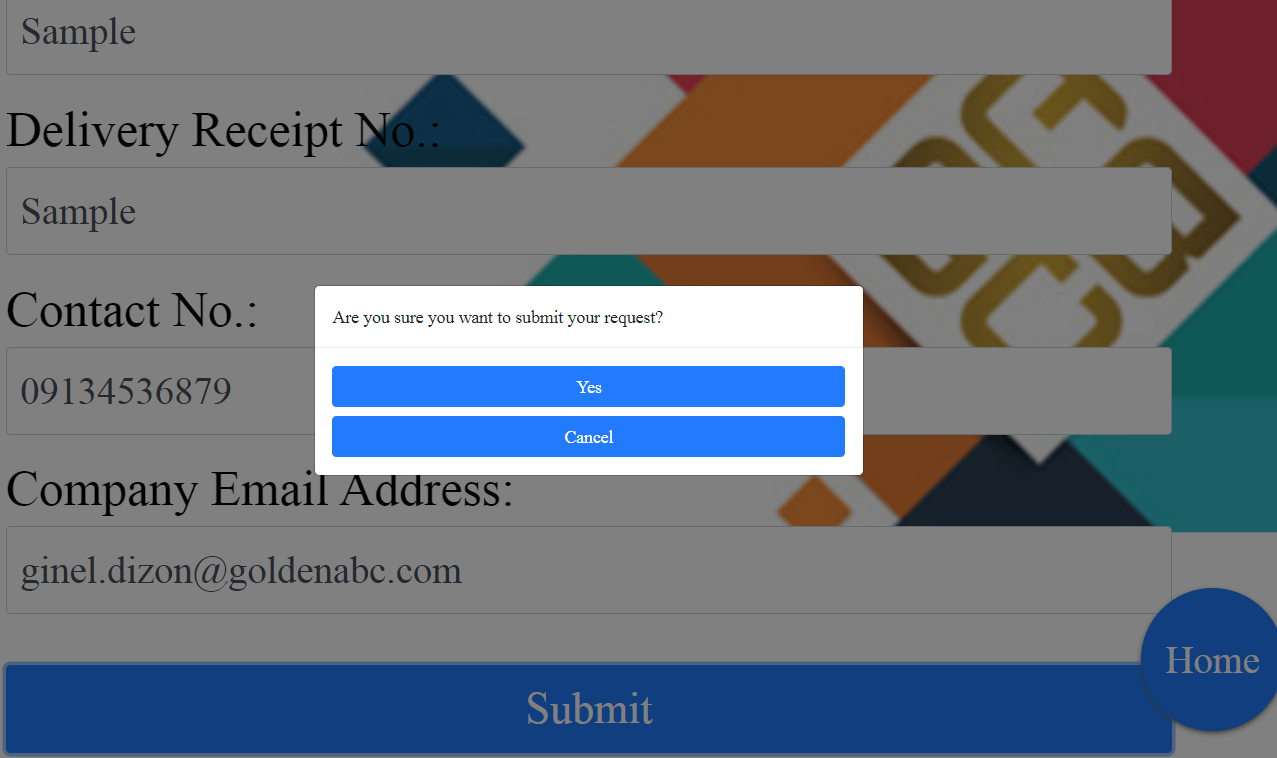 Sample
Delivery Receipt No.:
Sample
Contact No.:
09134536879
Are you sure you want to submit your request?
Yes
Cancel
Company Email Address:
ginel.dizon@goldenabc.com
Submit
Home